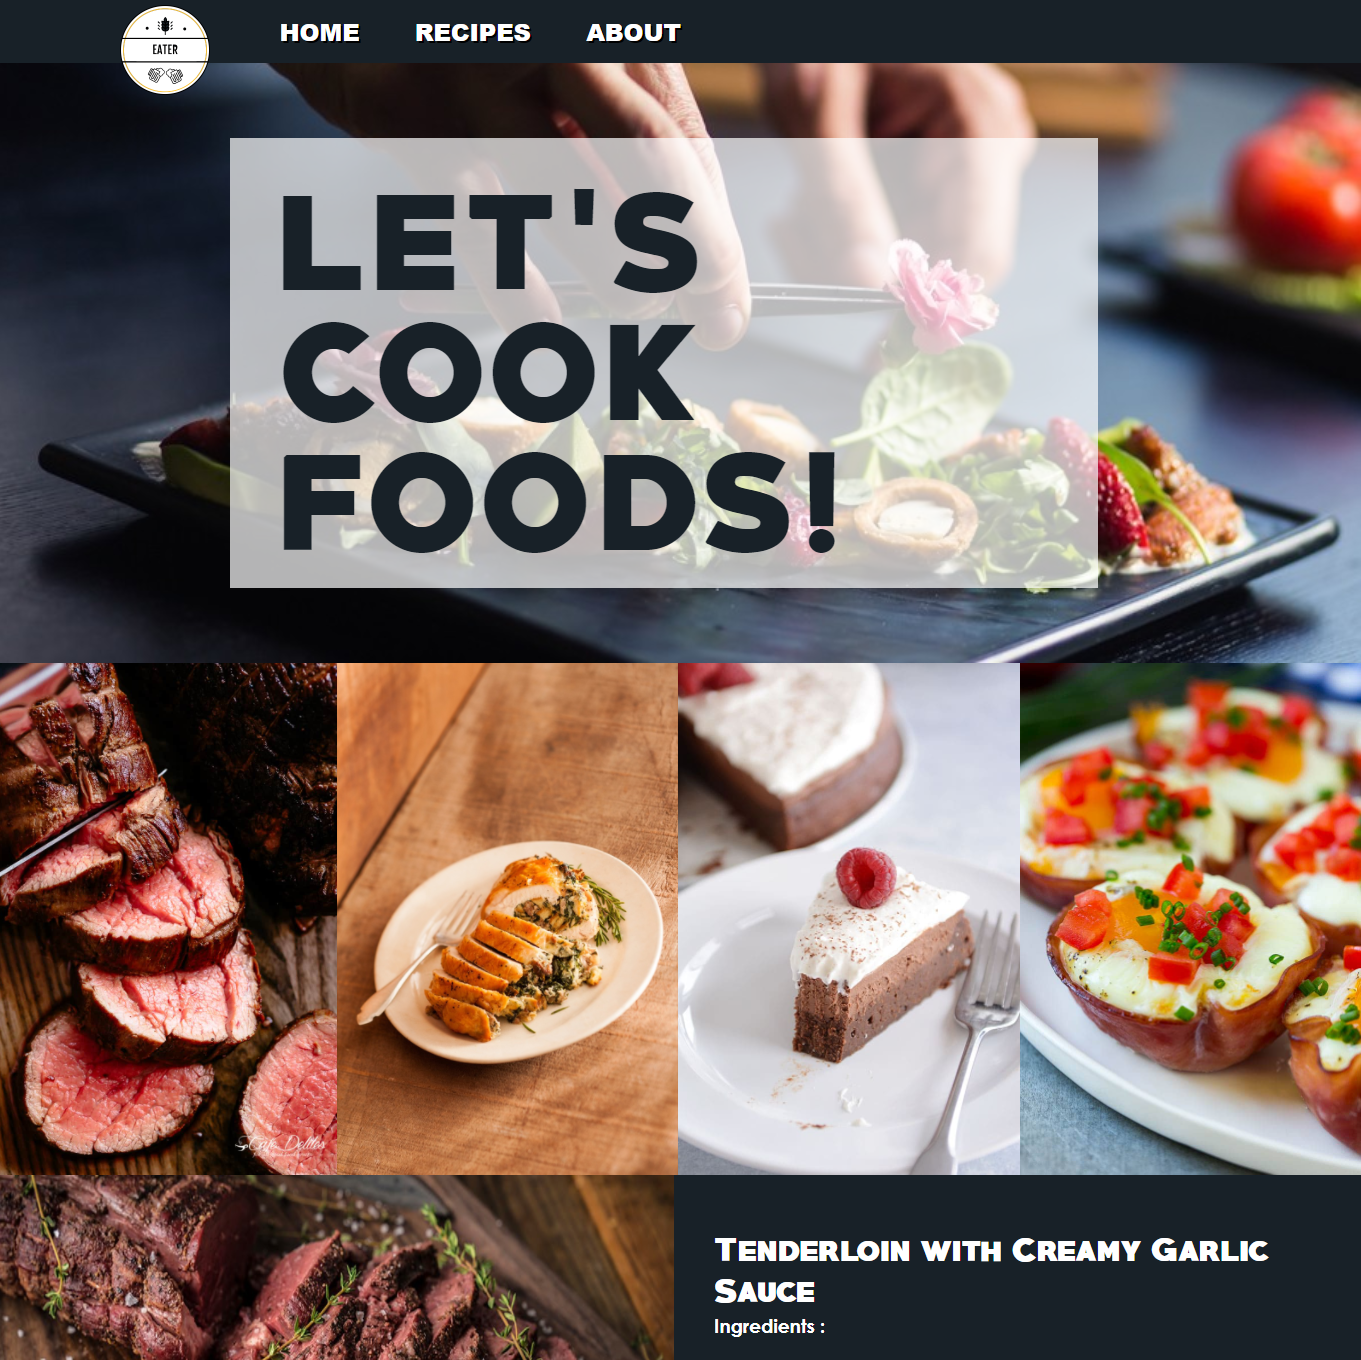 EATER
HOME RECIPES ABOUT
LET'S
COOK
FOODS!
Cafe Delites
Tenderloin with Creamy Garlic
Sauce
Ingredients :